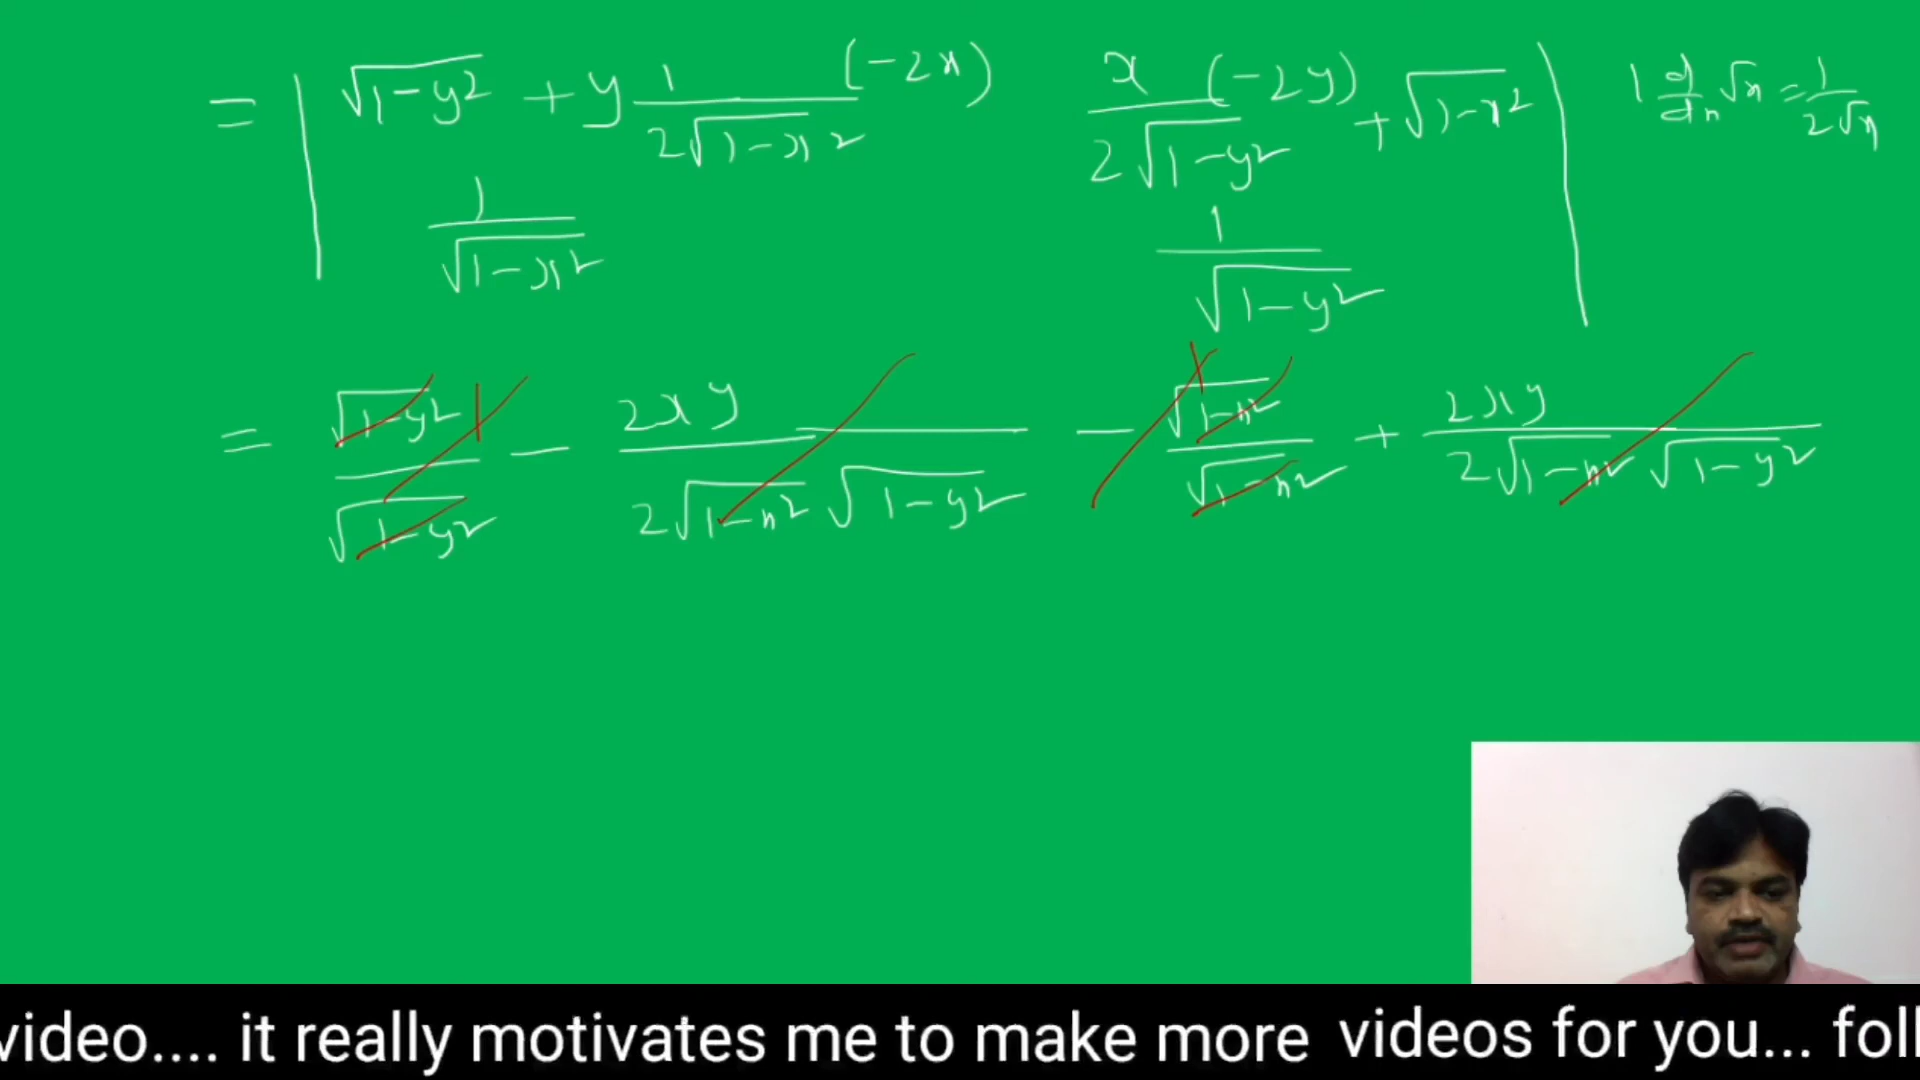 = | √1-y² + y 1/2√1-x² (-2x)   x(-2y)/2√1-y² + √1-x² |   | d/dx √x = 1/2√x
1/√1-x²   1/√1-y²
= √1-y²/√1-y² 1 - 2xy/2√1-x² √1-y² - √1-x²/√1-x² 1 + 2xy/2√1-x² √1-y²
video.... it really motivates me to make more videos for you... foll